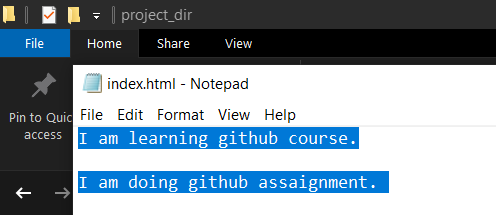 project_dir
File Home Share View
index.html - Notepad
Pin to Quic
access
File Edit Format View Help
I am learning github course.
I am doing github assaignment.